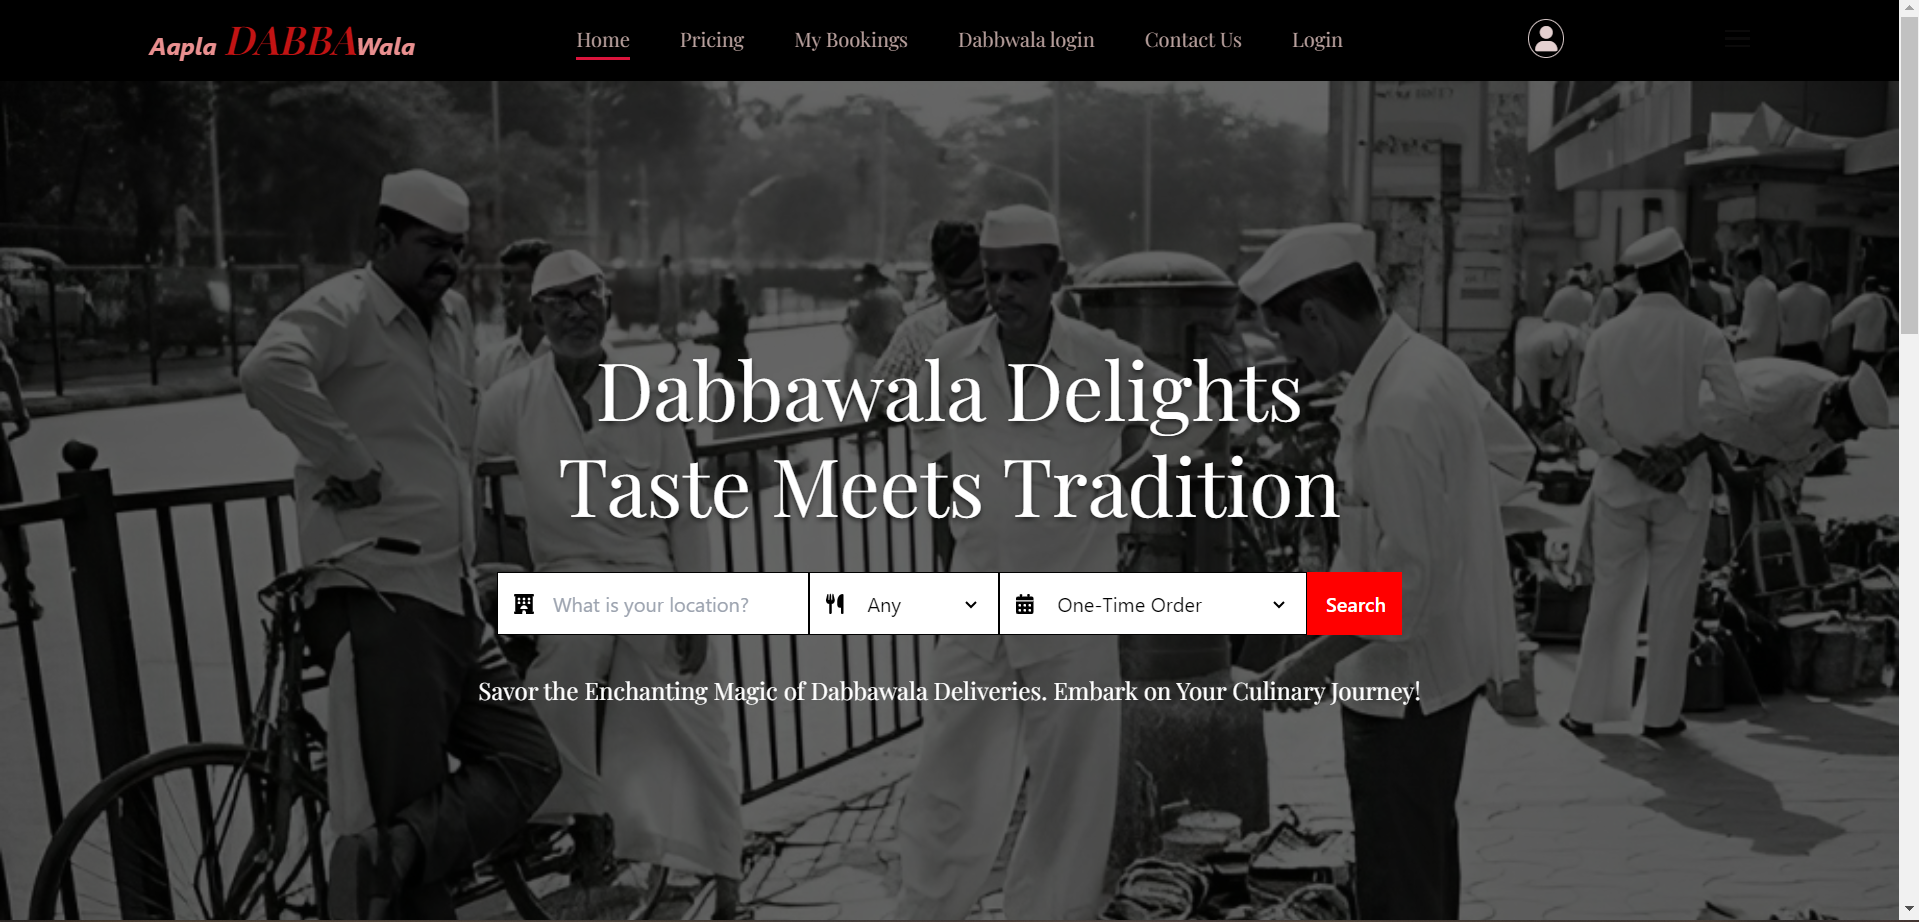 Aapla DABBAWala
Home
Pricing
My Bookings
Dabbwala login
Contact Us
Login
Dabbawala Delights
Taste Meets Tradition
What is your location?
Any
One-Time Order
Search
Savor the Enchanting Magic of Dabbawala Deliveries. Embark on Your Culinary Journey!